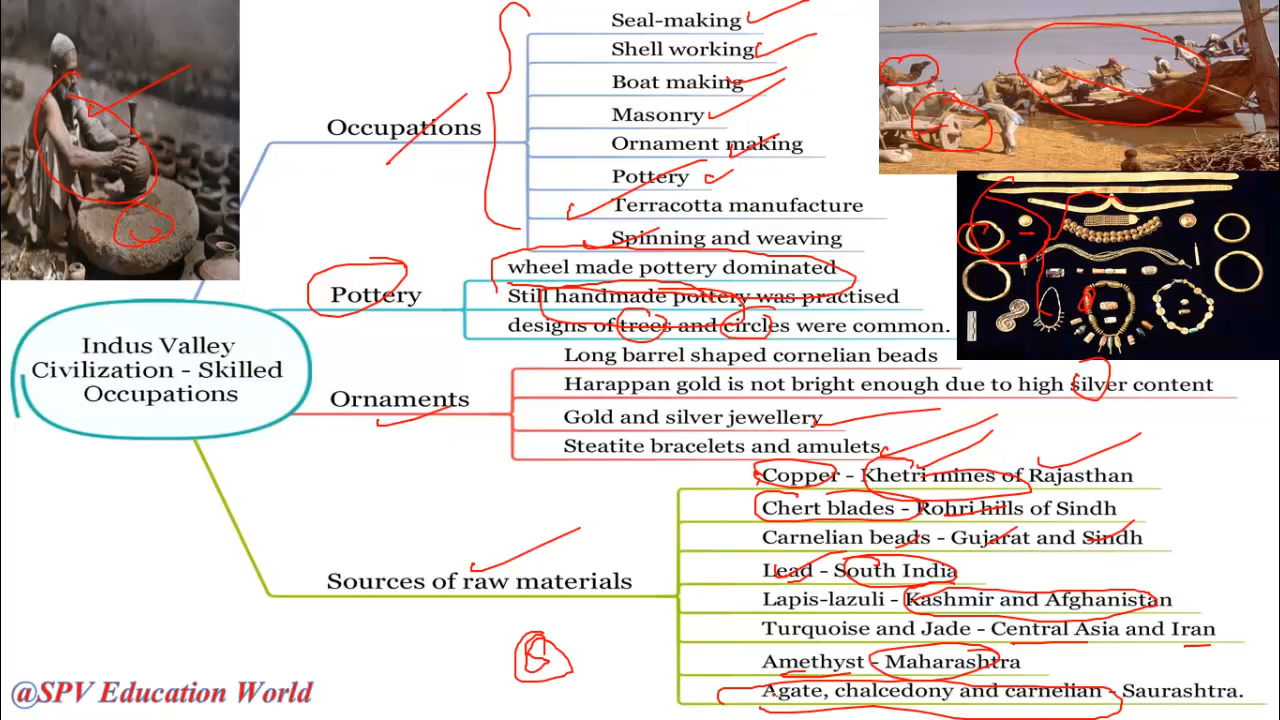 Seal-making
Shell working
Boat making
Masonry
Occupations
Ornament making
Pottery
Terracotta manufacture
Spinning and weaving
wheel made pottery dominated
Pottery
Still handmade pottery was practised
designs of trees and circles were common.
Indus Valley
Civilization - Skilled
Occupations
Long barrel shaped cornelian beads
Harappan gold is not bright enough due to high silver content
Ornaments
Gold and silver jewellery
Steatite bracelets and amulets
Copper - Khetri mines of Rajasthan
Chert blades - Rohri hills of Sindh
Carnelian beads - Gujarat and Sindh
Lead - South India
Sources of raw materials
Lapis-lazuli - Kashmir and Afghanistan
Turquoise and Jade - Central Asia and Iran
Amethyst - Maharashtra
Agate, chalcedony and carnelian - Saurashtra.
@SPV Education World